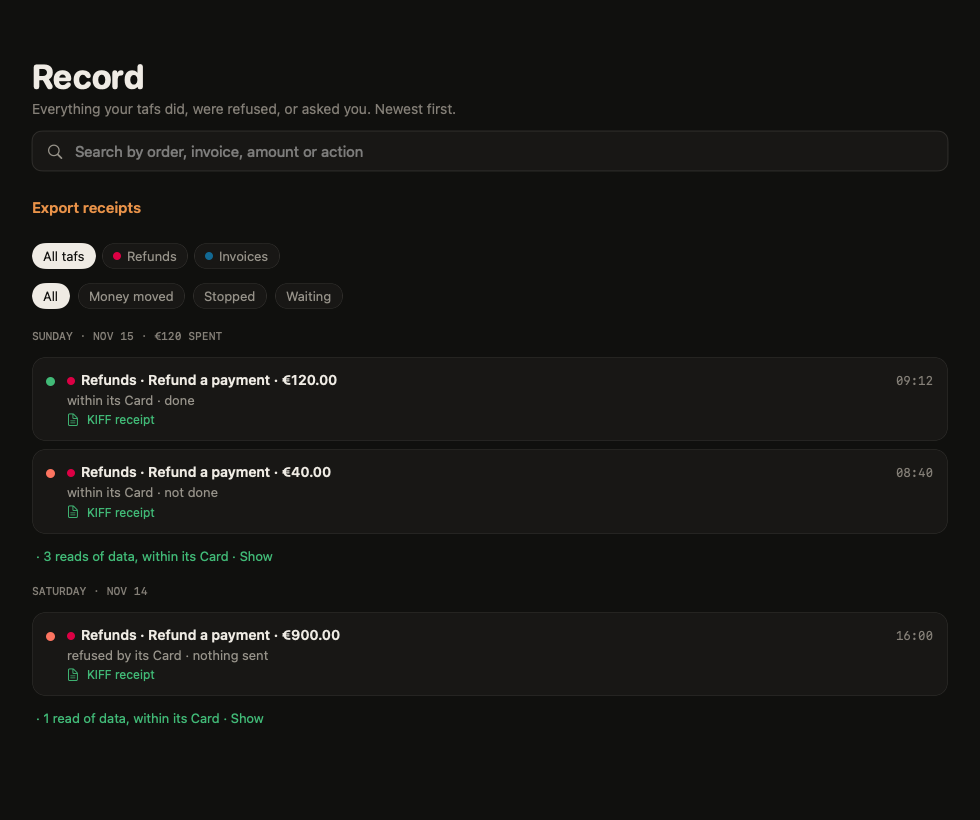 Record
Everything your tafs did, were refused, or asked you. Newest first.
Search by order, invoice, amount or action
Export receipts
All tafs Refunds Invoices
All Money moved Stopped Waiting
SUNDAY · NOV 15 · €120 SPENT
Refunds · Refund a payment · €120.00 09:12
within its Card · done
KIFF receipt
Refunds · Refund a payment · €40.00 08:40
within its Card · not done
KIFF receipt
· 3 reads of data, within its Card · Show
SATURDAY · NOV 14
Refunds · Refund a payment · €900.00 16:00
refused by its Card · nothing sent
KIFF receipt
· 1 read of data, within its Card · Show